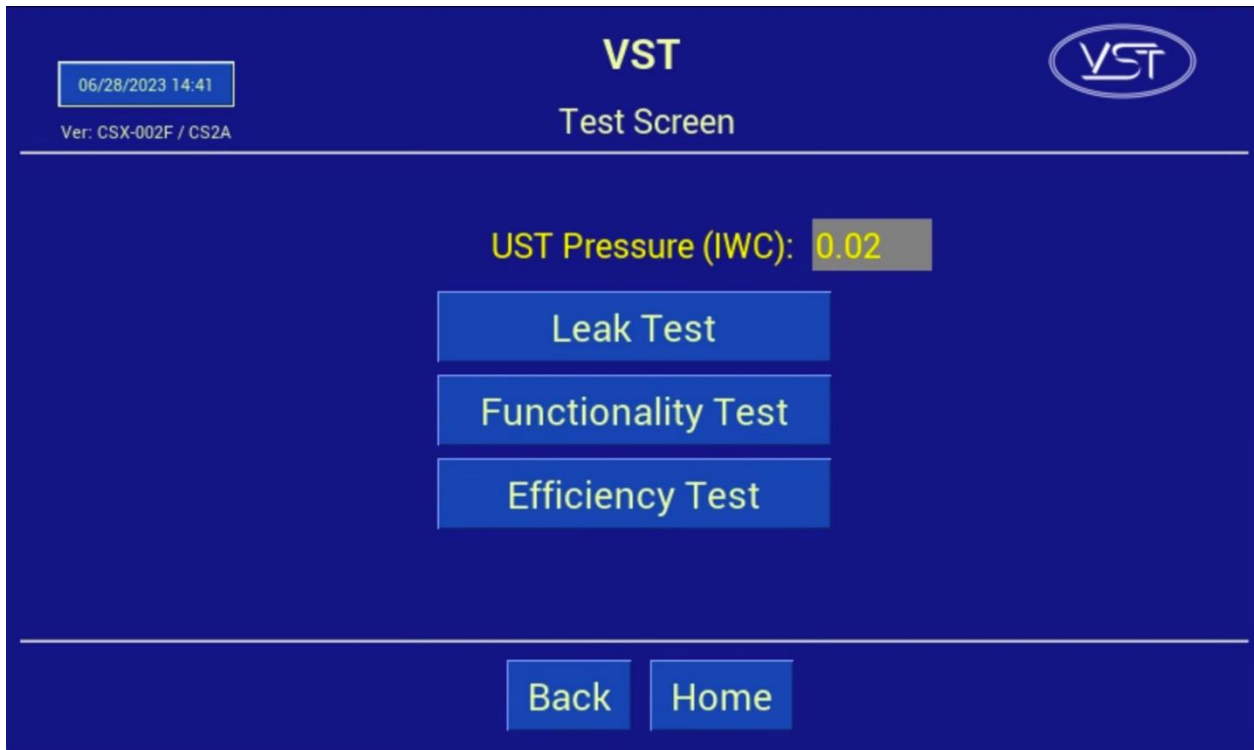 VST
06/28/2023 14:41
Ver: CSX-002F / CS2A
Test Screen
VST
UST Pressure (IWC): 0.02
Leak Test
Functionality Test
Efficiency Test
Back
Home